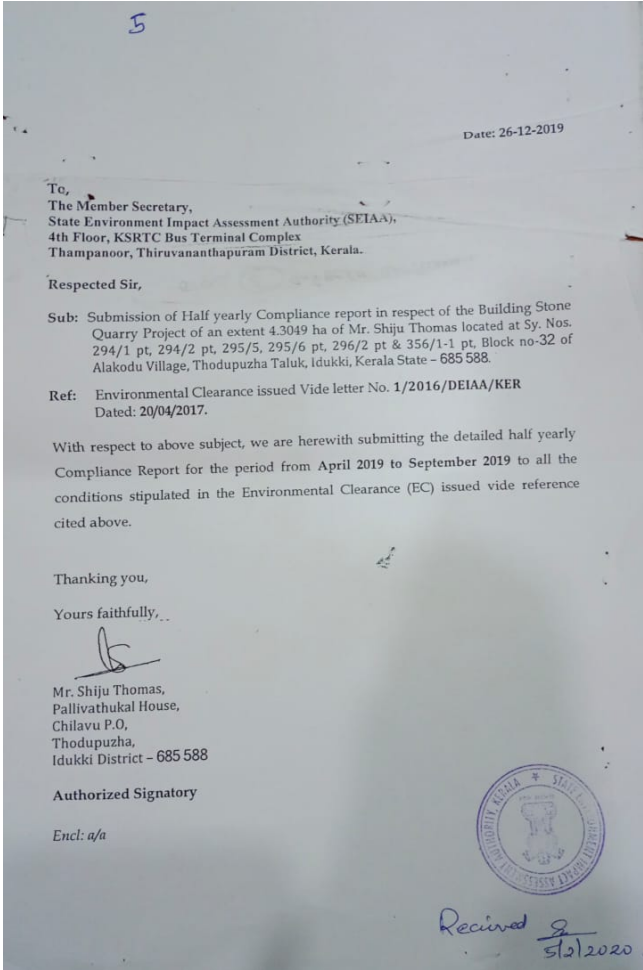 5
Date: 26-12-2019
To,
The Member Secretary,
State Environment Impact Assessment Authority (SEIAA),
4th Floor, KSRTC Bus Terminal Complex
Thampanoor, Thiruvananthapuram District, Kerala.
Respected Sir,
Sub: Submission of Half yearly Compliance report in respect of the Building Stone
Quarry Project of an extent 4.3049 ha of Mr. Shiju Thomas located at Sy. Nos.
294/1 pt, 294/2 pt, 295/5, 295/6 pt, 296/2 pt & 356/1-1 pt, Block no-32 of
Alakodu Village, Thodupuzha Taluk, Idukki, Kerala State – 685 588.
Ref: Environmental Clearance issued Vide letter No. 1/2016/DEIAA/KER
Dated: 20/04/2017.
With respect to above subject, we are herewith submitting the detailed half yearly
Compliance Report for the period from April 2019 to September 2019 to all the
conditions stipulated in the Environmental Clearance (EC) issued vide reference
cited above.
Thanking you,
Yours faithfully,
Mr. Shiju Thomas,
Pallivathukal House,
Chilavu P.O,
Thodupuzha,
Idukki District – 685 588
Authorized Signatory
Encl: a/a
STATE ENVIRONMENT IMPACT ASSESSMENT AUTHORITY, KERALA
Recieved
5/2/2020